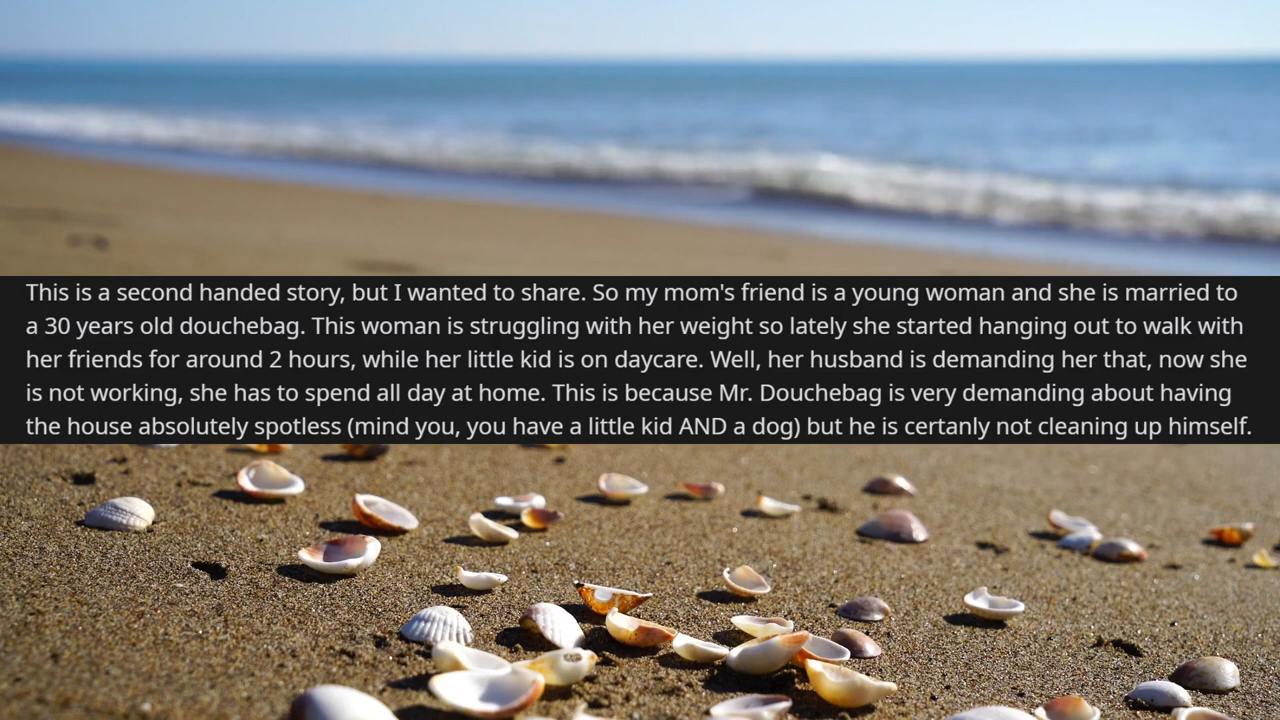 This is a second handed story, but I wanted to share. So my mom's friend is a young woman and she is married to
a 30 years old douchebag. This woman is struggling with her weight so lately she started hanging out to walk with
her friends for around 2 hours, while her little kid is on daycare. Well, her husband is demanding her that, now she
is not working, she has to spend all day at home. This is because Mr. Douchebag is very demanding about having
the house absolutely spotless (mind you, you have a little kid AND a dog) but he is certanly not cleaning up himself.